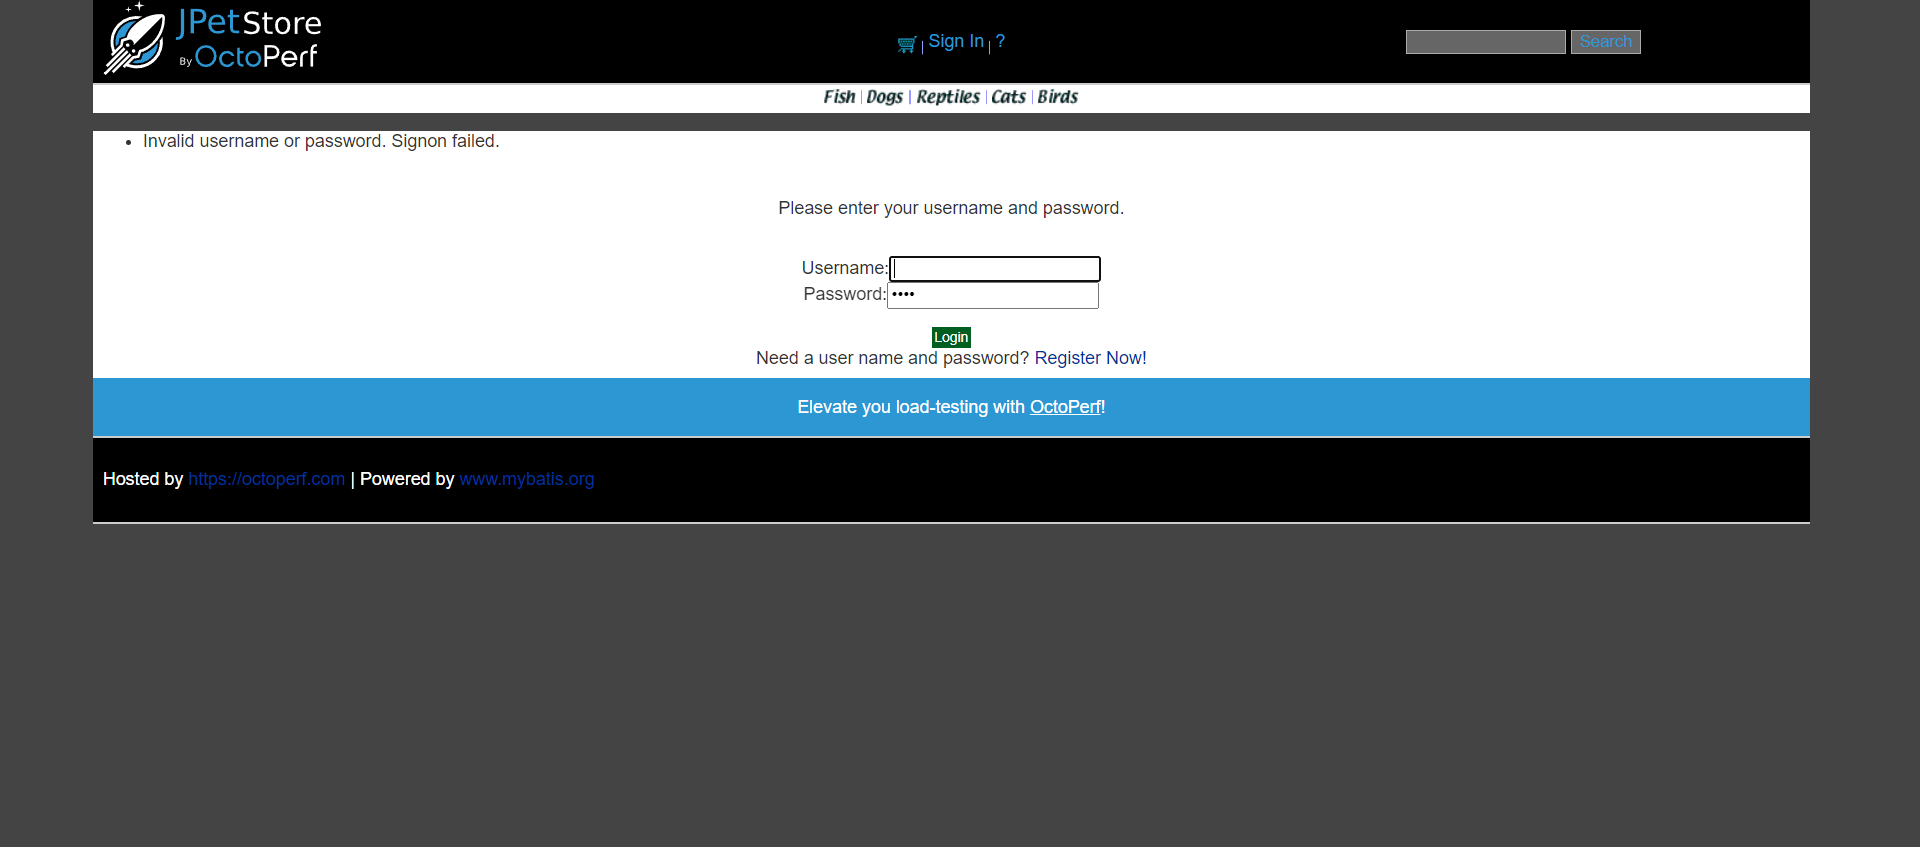 JPetStore
By OctoPerf
| Sign In | ?
Search
Fish | Dogs | Reptiles | Cats | Birds
• Invalid username or password. Signon failed.
Please enter your username and password.
Username:
Password: ••••
Login
Need a user name and password? Register Now!
Elevate you load-testing with OctoPerf!
Hosted by https://octoperf.com | Powered by www.mybatis.org